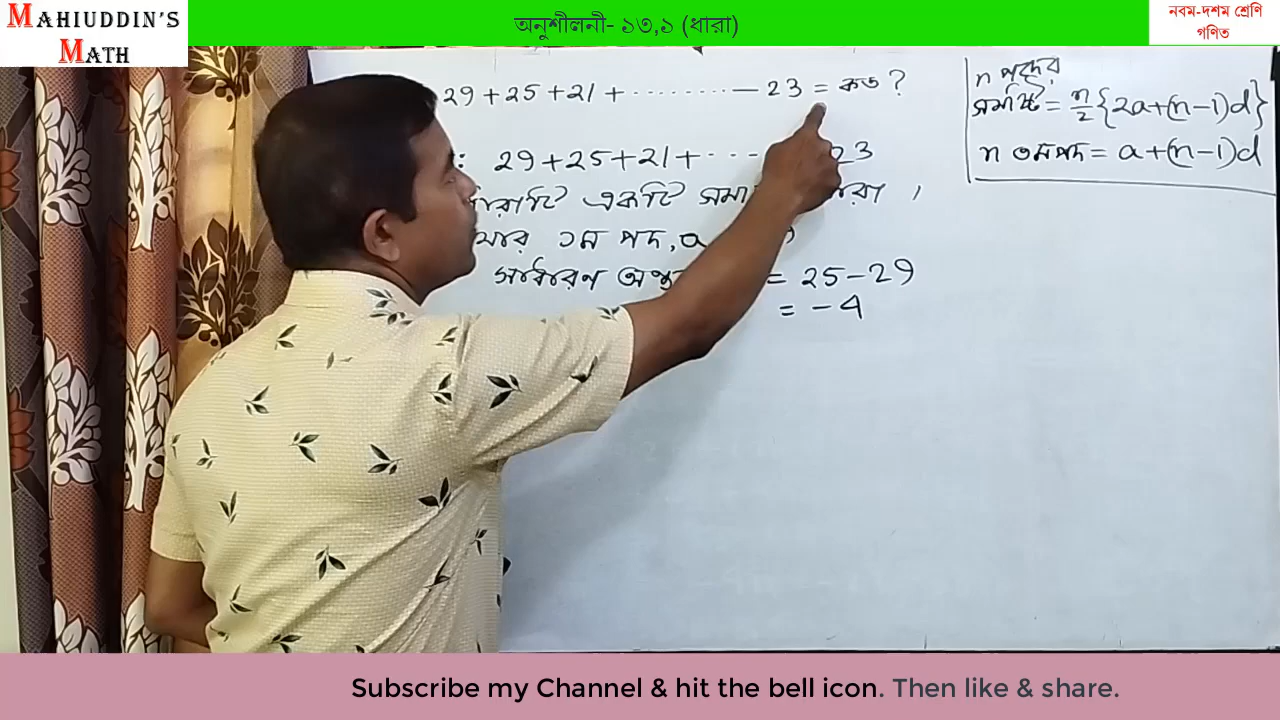 MAHIUDDIN'S
MATH
অনুশীলনী- ১৩,১ (ধারা)
নবম-দশম শ্রেণি
গণিত
29+25+21+········—23 = কত ?
: 29+25+21+··· 23
একটি
১ম পদ, a
সাধারণ = 25-29
= -4
n পদের
সমষ্টি = n/2 {2a+(n-1)d}
n তম পদ = a+(n-1)d
Subscribe my Channel & hit the bell icon. Then like & share.